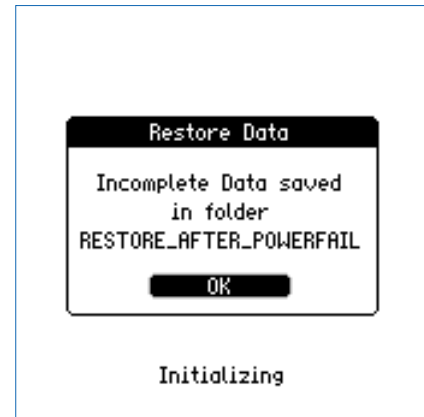 Restore Data
Incomplete Data saved
in folder
RESTORE_AFTER_POWERFAIL
OK
Initializing